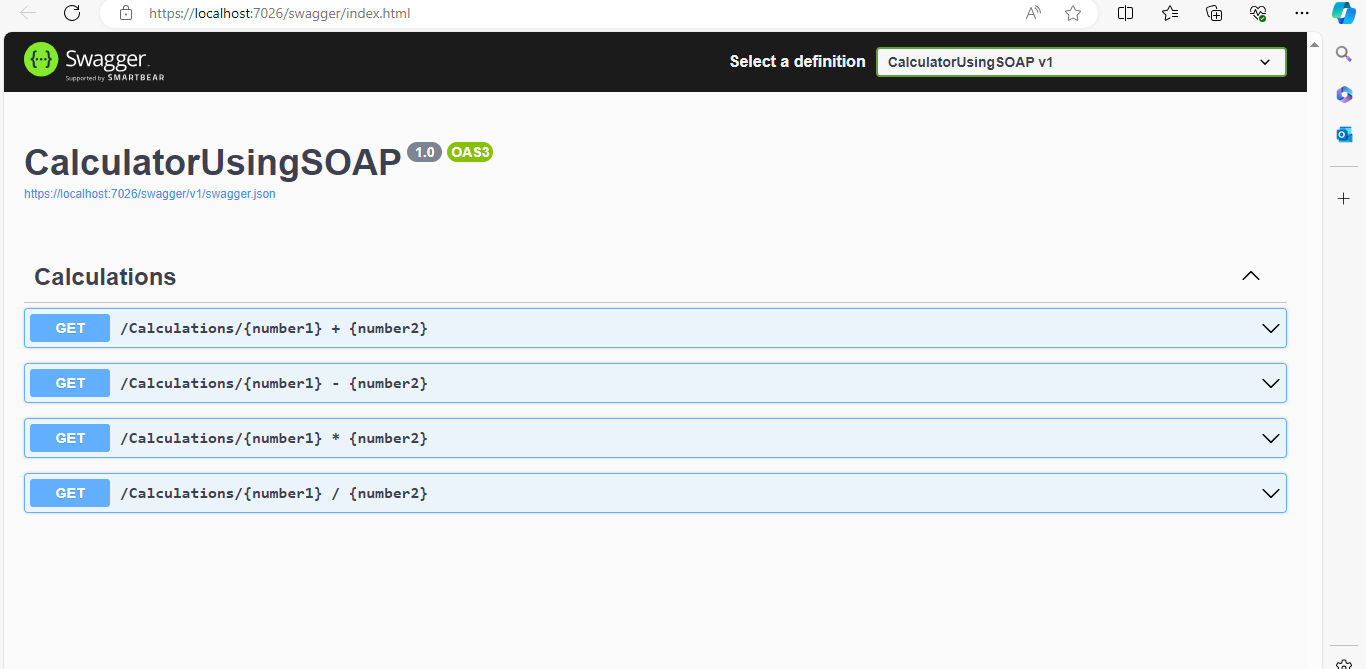 https://localhost:7026/swagger/index.html
Swagger.
Supported by SMARTBEAR
Select a definition
CalculatorUsingSOAP v1
CalculatorUsingSOAP 1.0 OAS3
https://localhost:7026/swagger/v1/swagger.json
Calculations
GET /Calculations/{number1} + {number2}
GET /Calculations/{number1} - {number2}
GET /Calculations/{number1} * {number2}
GET /Calculations/{number1} / {number2}